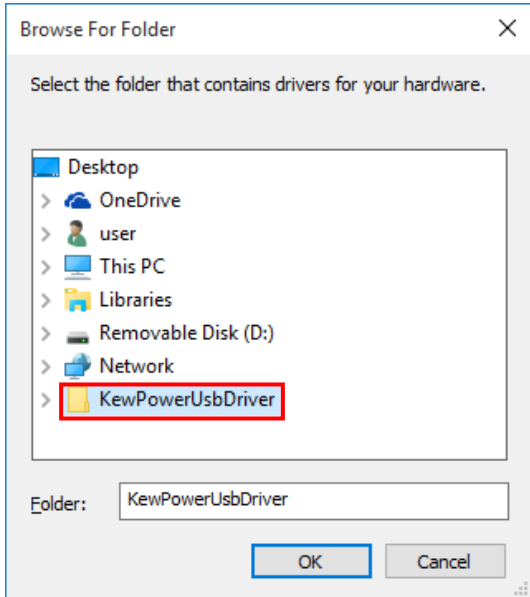 Browse For Folder
Select the folder that contains drivers for your hardware.
Desktop
OneDrive
user
This PC
Libraries
Removable Disk (D:)
Network
KewPowerUsbDriver
Folder: KewPowerUsbDriver
OK Cancel